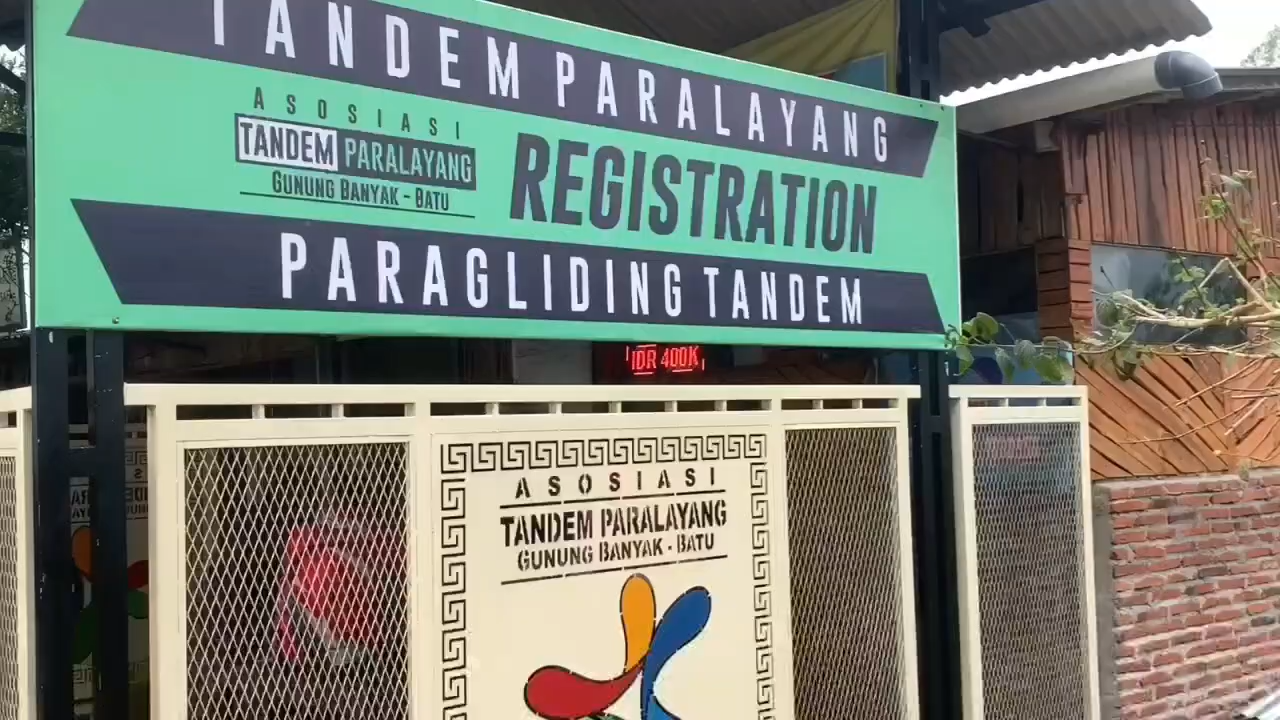 TANDEM PARALAYANG
ASOSIASI
TANDEM PARALAYANG
GUNUNG BANYAK - BATU
REGISTRATION
PARAGLIDING TANDEM
IDR 400K
ASOSIASI
TANDEM PARALAYANG
GUNUNG BANYAK - BATU